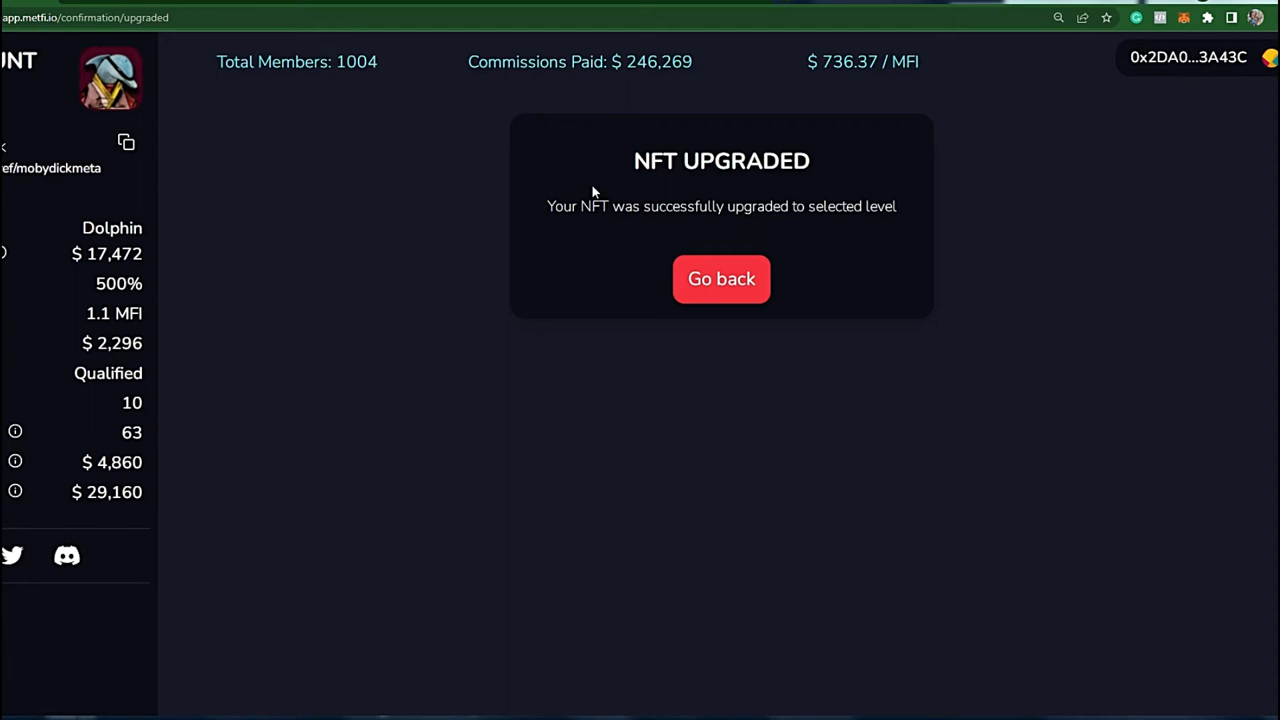 app.metfi.io/confirmation/upgraded
UNT
Total Members: 1004
Commissions Paid: $ 246,269
$ 736.37 / MFI
0x2DA0...3A43C
ref/mobydickmeta
Dolphin
$ 17,472
500%
1.1 MFI
$ 2,296
Qualified
10
63
$ 4,860
$ 29,160
NFT UPGRADED
Your NFT was successfully upgraded to selected level
Go back